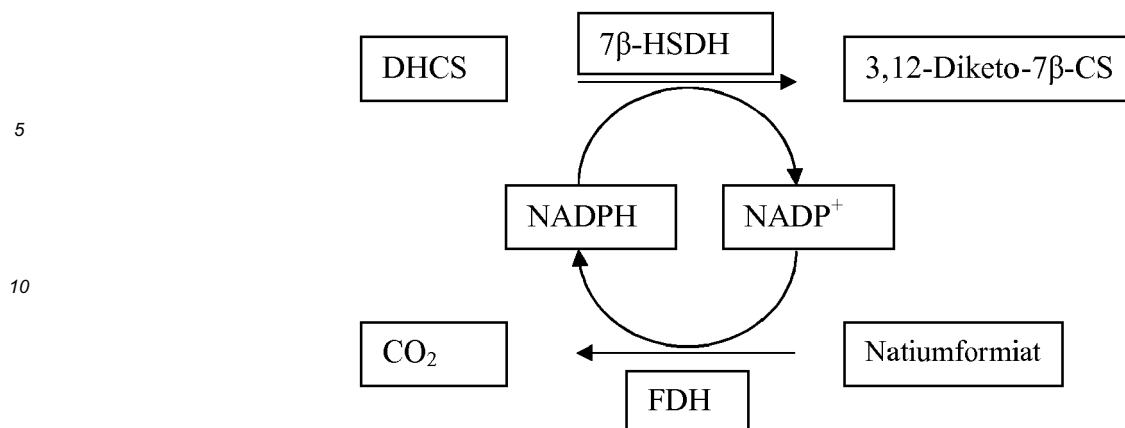 7β-HSDH
DHCS
3,12-Diketo-7β-CS
5
NADPH
NADP⁺
10
CO₂
Natiumformiat
FDH